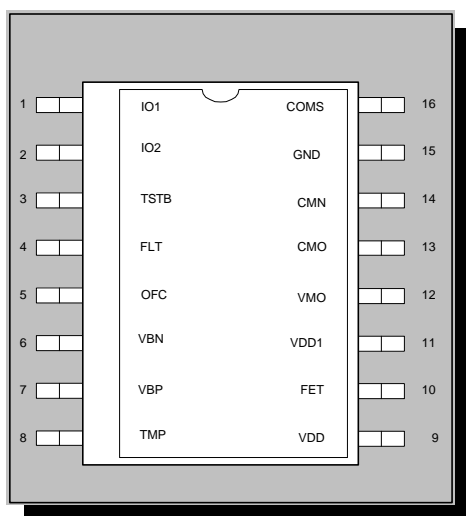 1 IO1 COMS 16
2 IO2 GND 15
3 TSTB CMN 14
4 FLT CMO 13
5 OFC VMO 12
6 VBN VDD1 11
7 VBP FET 10
8 TMP VDD 9